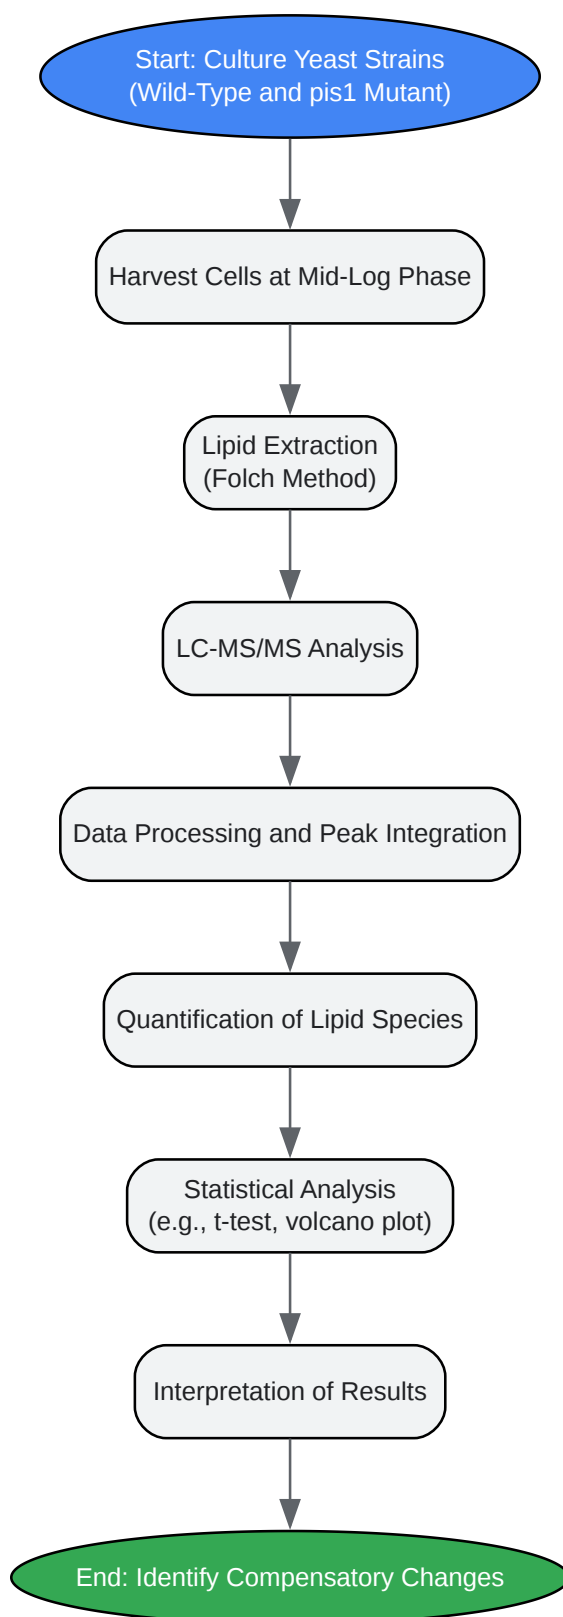 Start: Culture Yeast Strains
(Wild-Type and pis1 Mutant)
Harvest Cells at Mid-Log Phase
Lipid Extraction
(Folch Method)
LC-MS/MS Analysis
Data Processing and Peak Integration
Quantification of Lipid Species
Statistical Analysis
(e.g., t-test, volcano plot)
Interpretation of Results
End: Identify Compensatory Changes